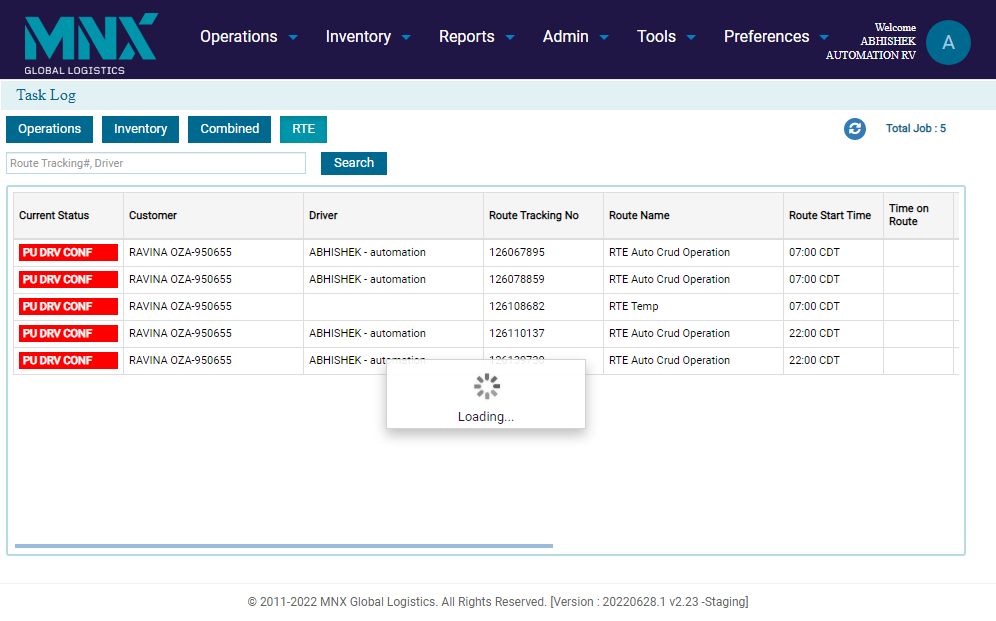 MNX
GLOBAL LOGISTICS
Operations Inventory Reports Admin Tools Preferences
Welcome
ABHISHEK
AUTOMATION RV
A
Task Log
Operations Inventory Combined RTE
Total Job : 5
Route Tracking#, Driver
Search
Current Status Customer Driver Route Tracking No Route Name Route Start Time Time on
Route
PU DRV CONF RAVINA OZA-950655 ABHISHEK - automation 126067895 RTE Auto Crud Operation 07:00 CDT
PU DRV CONF RAVINA OZA-950655 ABHISHEK - automation 126078859 RTE Auto Crud Operation 07:00 CDT
PU DRV CONF RAVINA OZA-950655 126108682 RTE Temp 07:00 CDT
PU DRV CONF RAVINA OZA-950655 ABHISHEK - automation 126110137 RTE Auto Crud Operation 22:00 CDT
PU DRV CONF RAVINA OZA-950655 ABHISHEK - automation RTE Auto Crud Operation 22:00 CDT
Loading...
© 2011-2022 MNX Global Logistics. All Rights Reserved. [Version : 20220628.1 v2.23 -Staging]